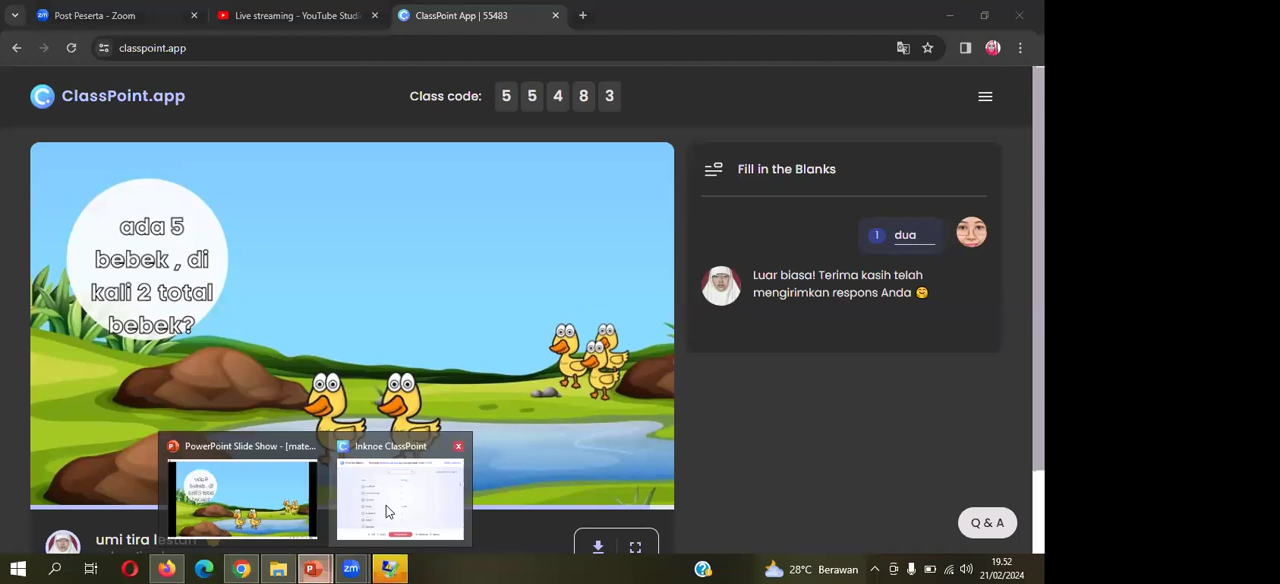 Post Peserta - Zoom
Live streaming - YouTube Studi
ClassPoint App | 55483
classpoint.app
ClassPoint.app
Class code: 5 5 4 8 3
ada 5
bebek , di
kali 2 total
bebek?
Fill in the Blanks
1 dua
Luar biasa! Terima kasih telah
mengirimkan respons Anda
PowerPoint Slide Show - [mate...
Inknoe ClassPoint
umi tira lestari
Q & A
28°C Berawan
19.52
21/02/2024